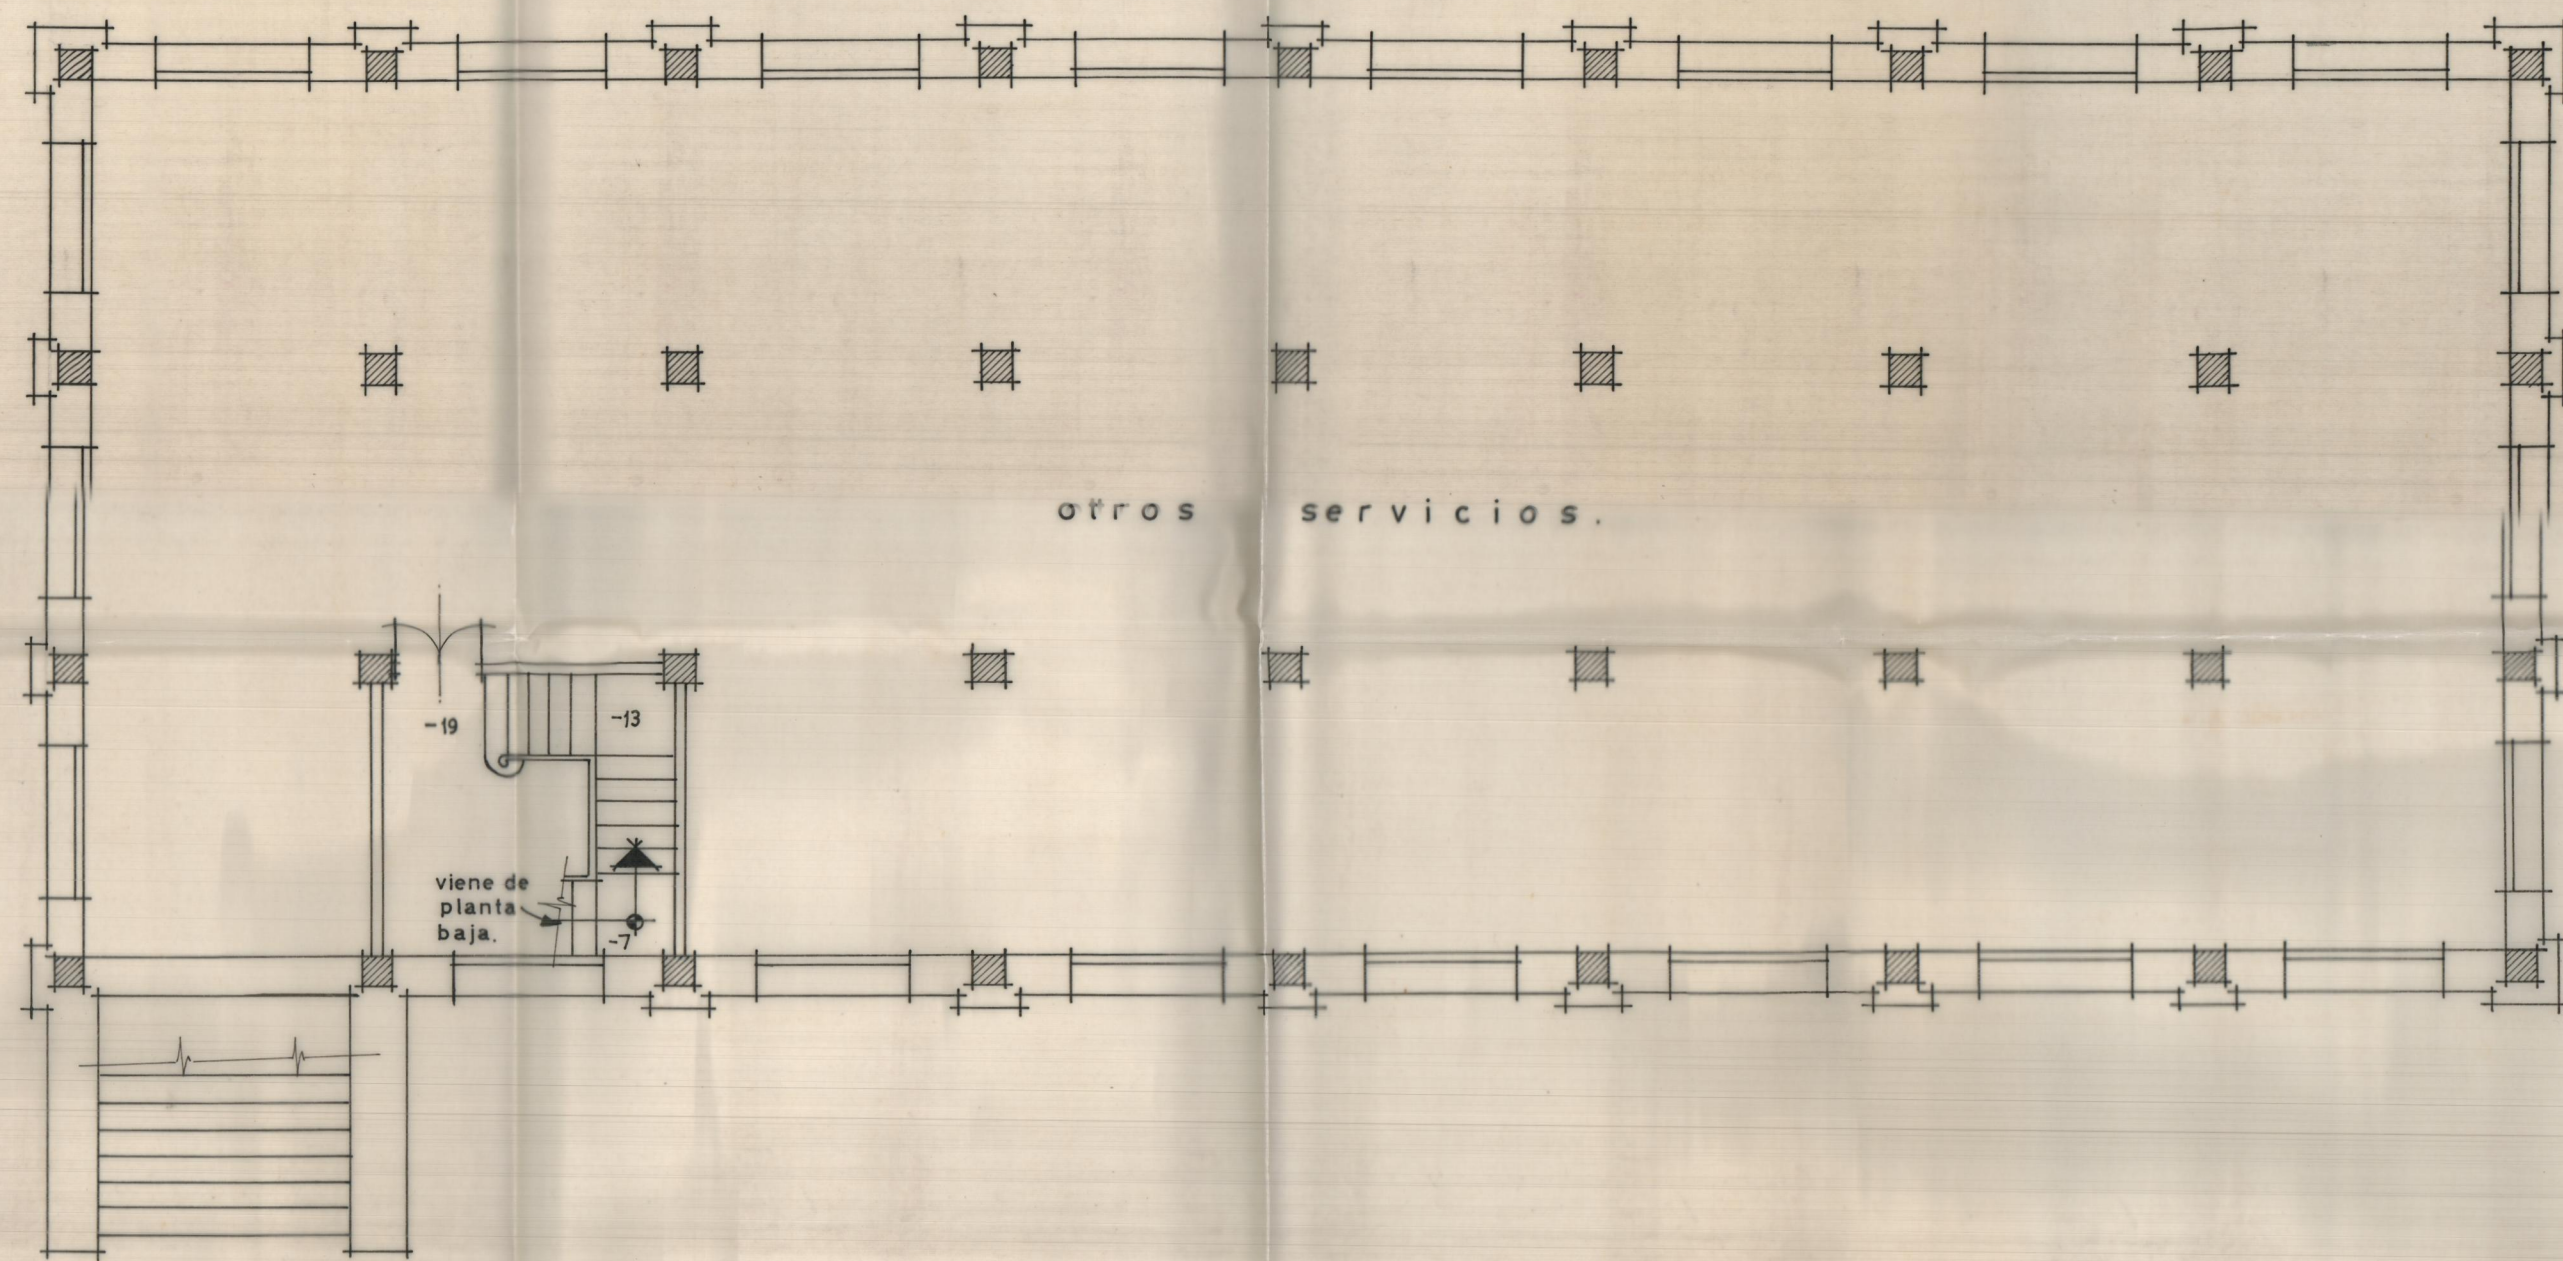 otros servicios.
-19
-13
viene de
planta
baja.
-7